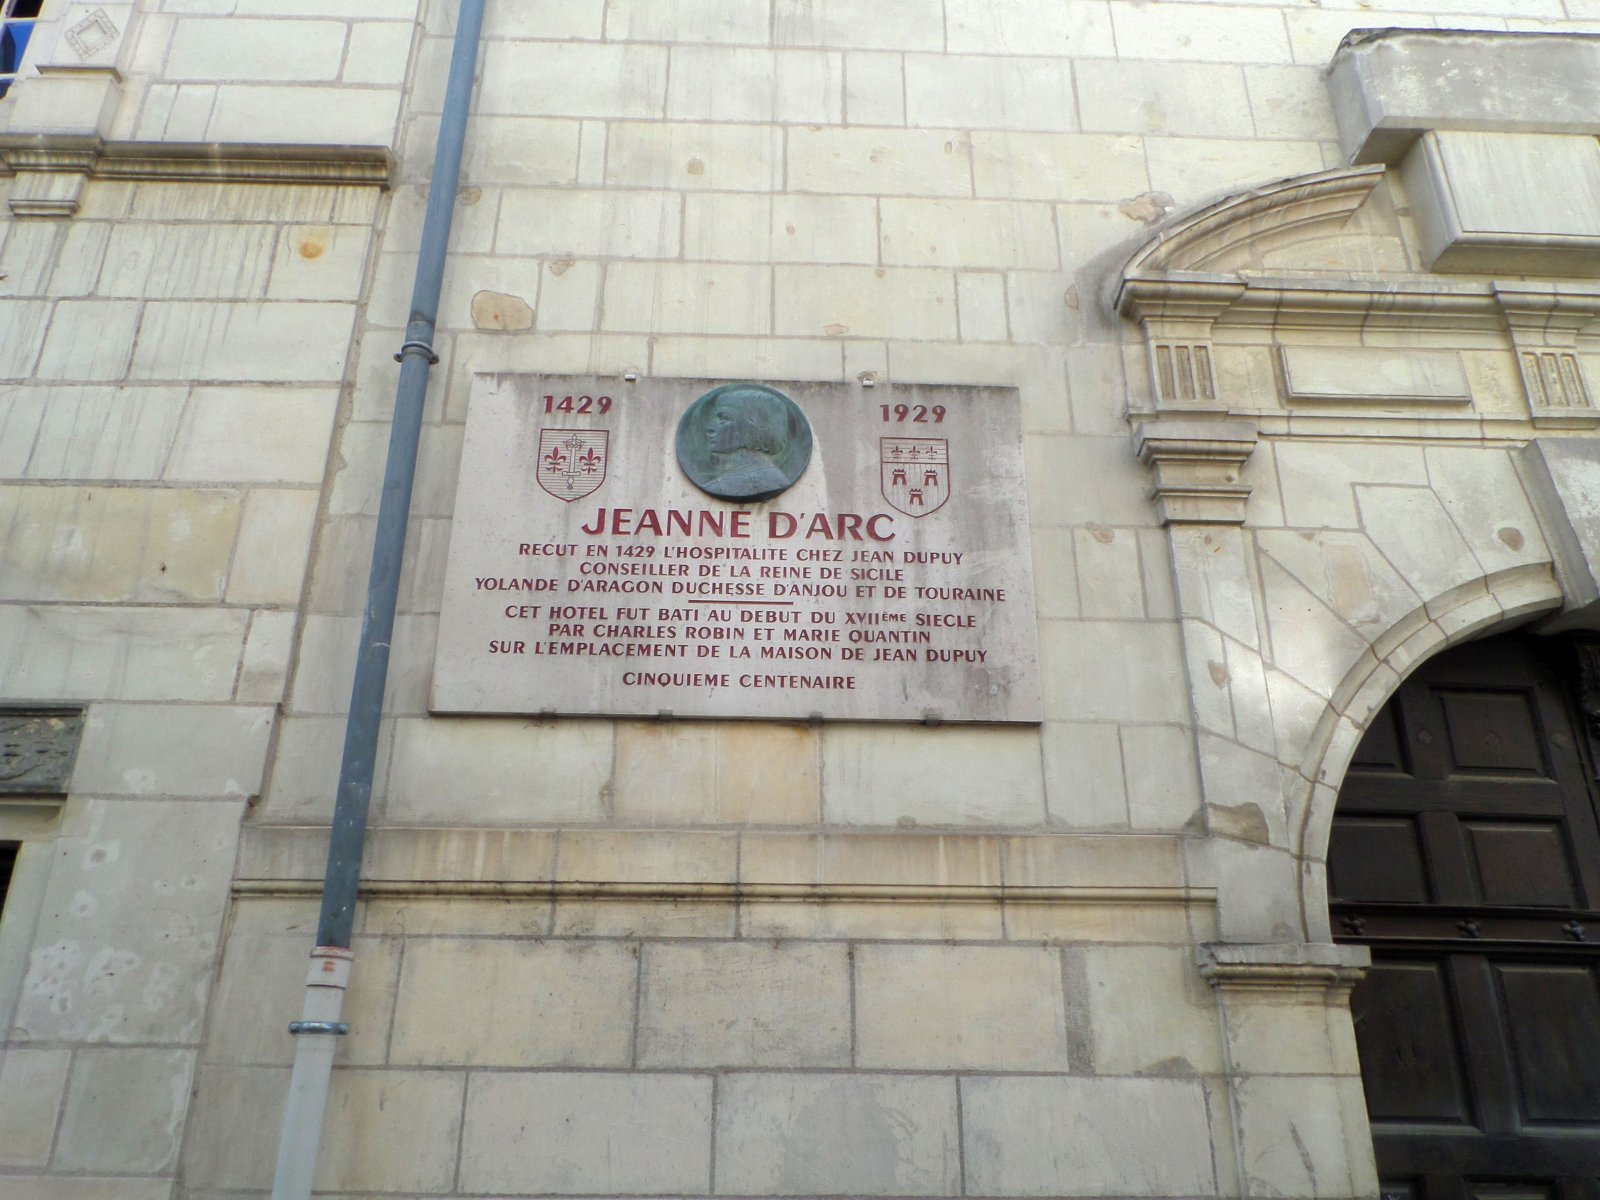 1429 1929
JEANNE D'ARC
RECUT EN 1429 L'HOSPITALITE CHEZ JEAN DUPUY
CONSEILLER DE LA REINE DE SICILE
YOLANDE D'ARAGON DUCHESSE D'ANJOU ET DE TOURAINE
CET HOTEL FUT BATI AU DEBUT DU XVIIÈME SIECLE
PAR CHARLES ROBIN ET MARIE QUANTIN
SUR L'EMPLACEMENT DE LA MAISON DE JEAN DUPUY
CINQUIEME CENTENAIRE